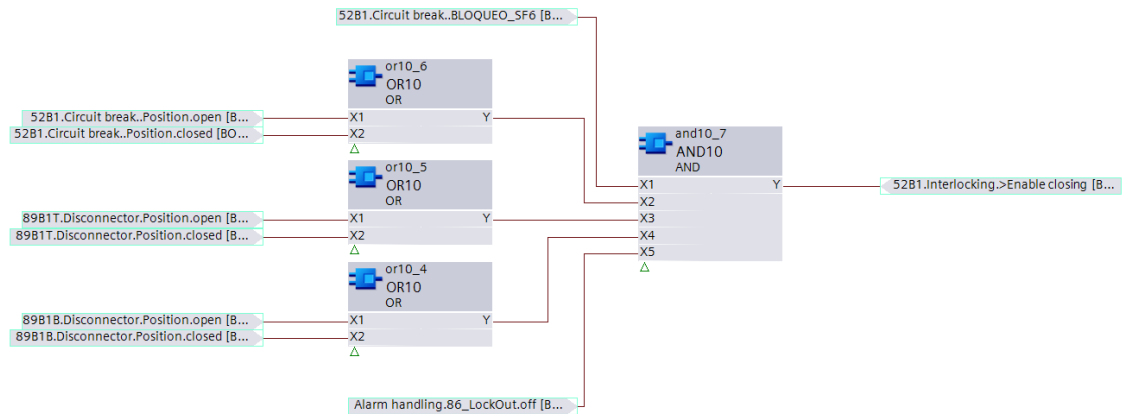 52B1.Circuit break..BLOQUEO_SF6 [B...
or10_6
OR10
OR
52B1.Circuit break..Position.open [B...
X1 Y
52B1.Circuit break..Position.closed [BO...
X2
or10_5
OR10
OR
89B1T.Disconnector.Position.open [B...
X1 Y
89B1T.Disconnector.Position.closed [BO...
X2
or10_4
OR10
OR
89B1B.Disconnector.Position.open [B...
X1 Y
89B1B.Disconnector.Position.closed [B...
X2
and10_7
AND10
AND
X1 Y
X2
X3
X4
X5
52B1.Interlocking.>Enable closing [B...
Alarm handling.86_LockOut.off [B...